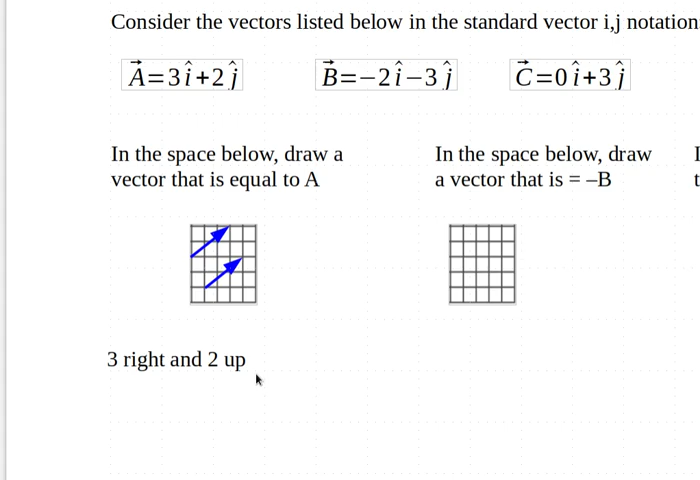 Consider the vectors listed below in the standard vector i,j notation
A⃗=3î+2ĵ B⃗=−2î−3ĵ C⃗=0î+3ĵ
In the space below, draw a
vector that is equal to A
In the space below, draw
a vector that is = –B
3 right and 2 up